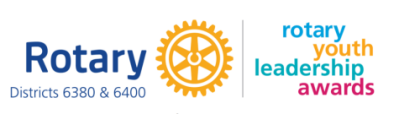 Rotary
Districts 6380 & 6400
rotary
youth
leadership
awards